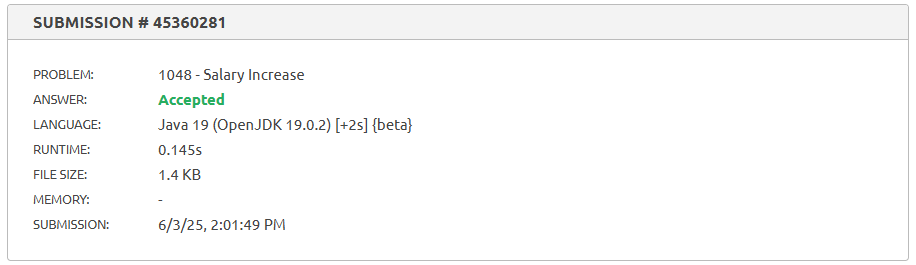 SUBMISSION # 45360281
PROBLEM: 1048 - Salary Increase
ANSWER: Accepted
LANGUAGE: Java 19 (OpenJDK 19.0.2) [+2s] {beta}
RUNTIME: 0.145s
FILE SIZE: 1.4 KB
MEMORY: -
SUBMISSION: 6/3/25, 2:01:49 PM